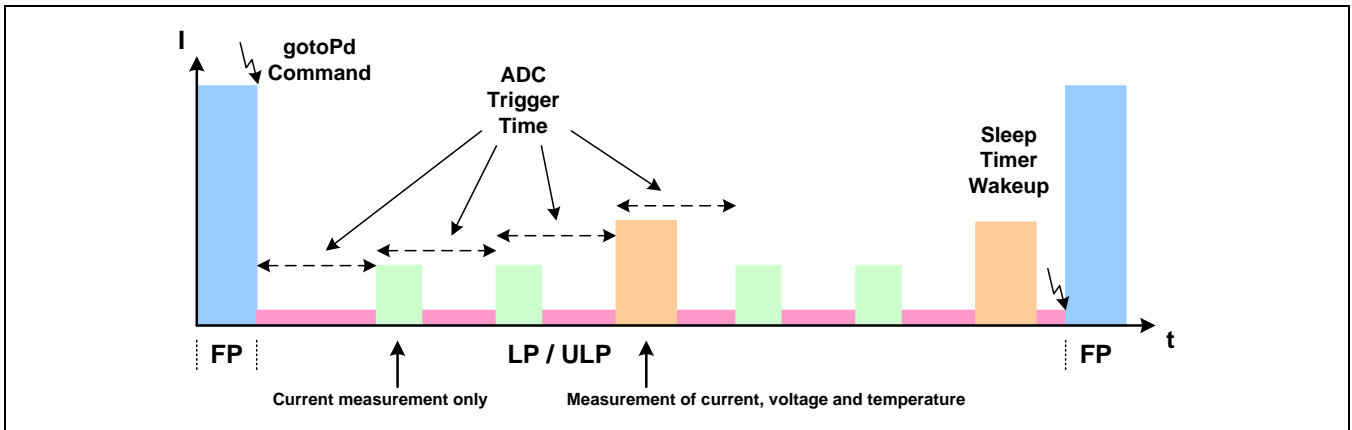 I
gotoPd
Command
ADC
Trigger
Time
Sleep
Timer
Wakeup
t
FP
LP / ULP
FP
Current measurement only
Measurement of current, voltage and temperature